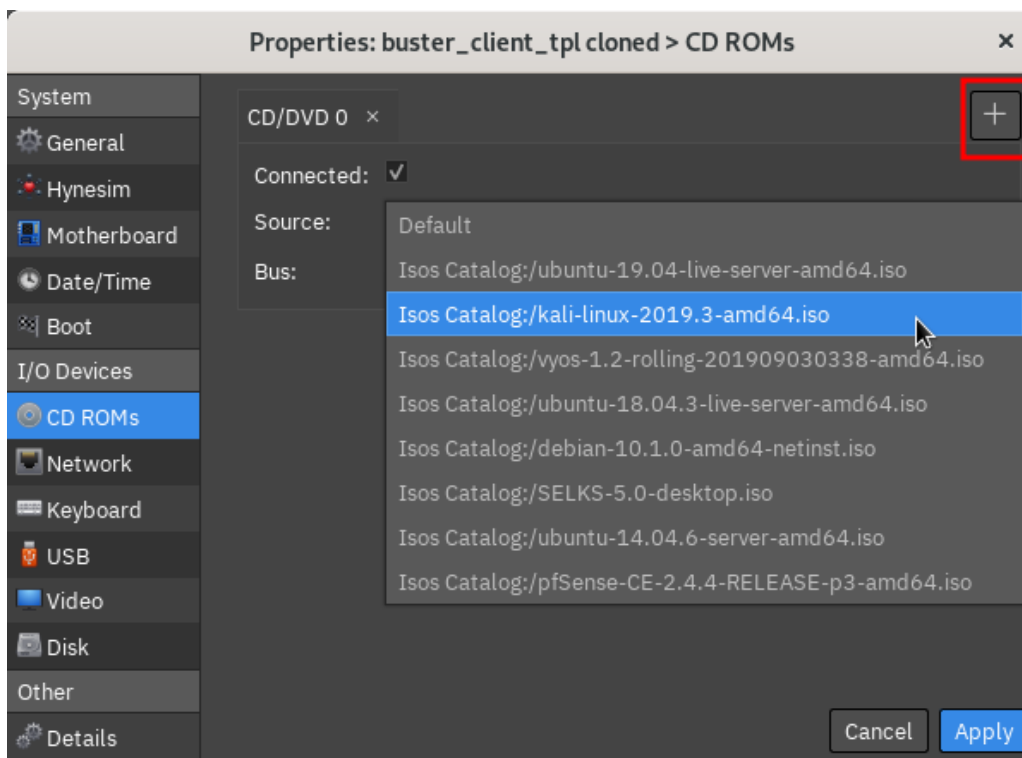 Properties: buster_client_tpl cloned > CD ROMs ×
System
General
Hynesim
Motherboard
Date/Time
Boot
I/O Devices
CD ROMs
Network
Keyboard
USB
Video
Disk
Other
Details
CD/DVD 0 ×
+
Connected: ✓
Source:
Bus:
Default
Isos Catalog:/ubuntu-19.04-live-server-amd64.iso
Isos Catalog:/kali-linux-2019.3-amd64.iso
Isos Catalog:/vyos-1.2-rolling-201909030338-amd64.iso
Isos Catalog:/ubuntu-18.04.3-live-server-amd64.iso
Isos Catalog:/debian-10.1.0-amd64-netinst.iso
Isos Catalog:/SELKS-5.0-desktop.iso
Isos Catalog:/ubuntu-14.04.6-server-amd64.iso
Isos Catalog:/pfSense-CE-2.4.4-RELEASE-p3-amd64.iso
Cancel Apply